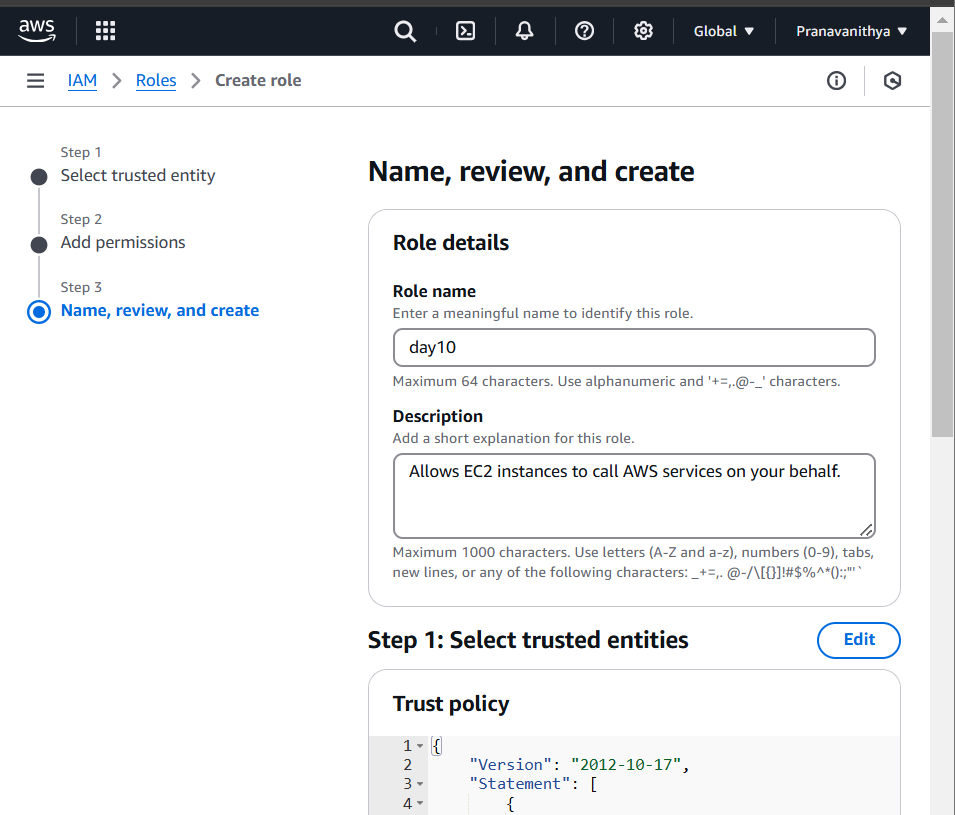 aws
Global ▼
Pranavanithya ▼
IAM > Roles > Create role
Step 1
Select trusted entity
Step 2
Add permissions
Step 3
Name, review, and create
Name, review, and create
Role details
Role name
Enter a meaningful name to identify this role.
day10
Maximum 64 characters. Use alphanumeric and '+=,.@-_' characters.
Description
Add a short explanation for this role.
Allows EC2 instances to call AWS services on your behalf.
Maximum 1000 characters. Use letters (A-Z and a-z), numbers (0-9), tabs,
new lines, or any of the following characters: _+=,. @-/\[{}]!#$%^*();:"'`
Step 1: Select trusted entities
Edit
Trust policy
1 {
2 "Version": "2012-10-17",
3 "Statement": [
4 {